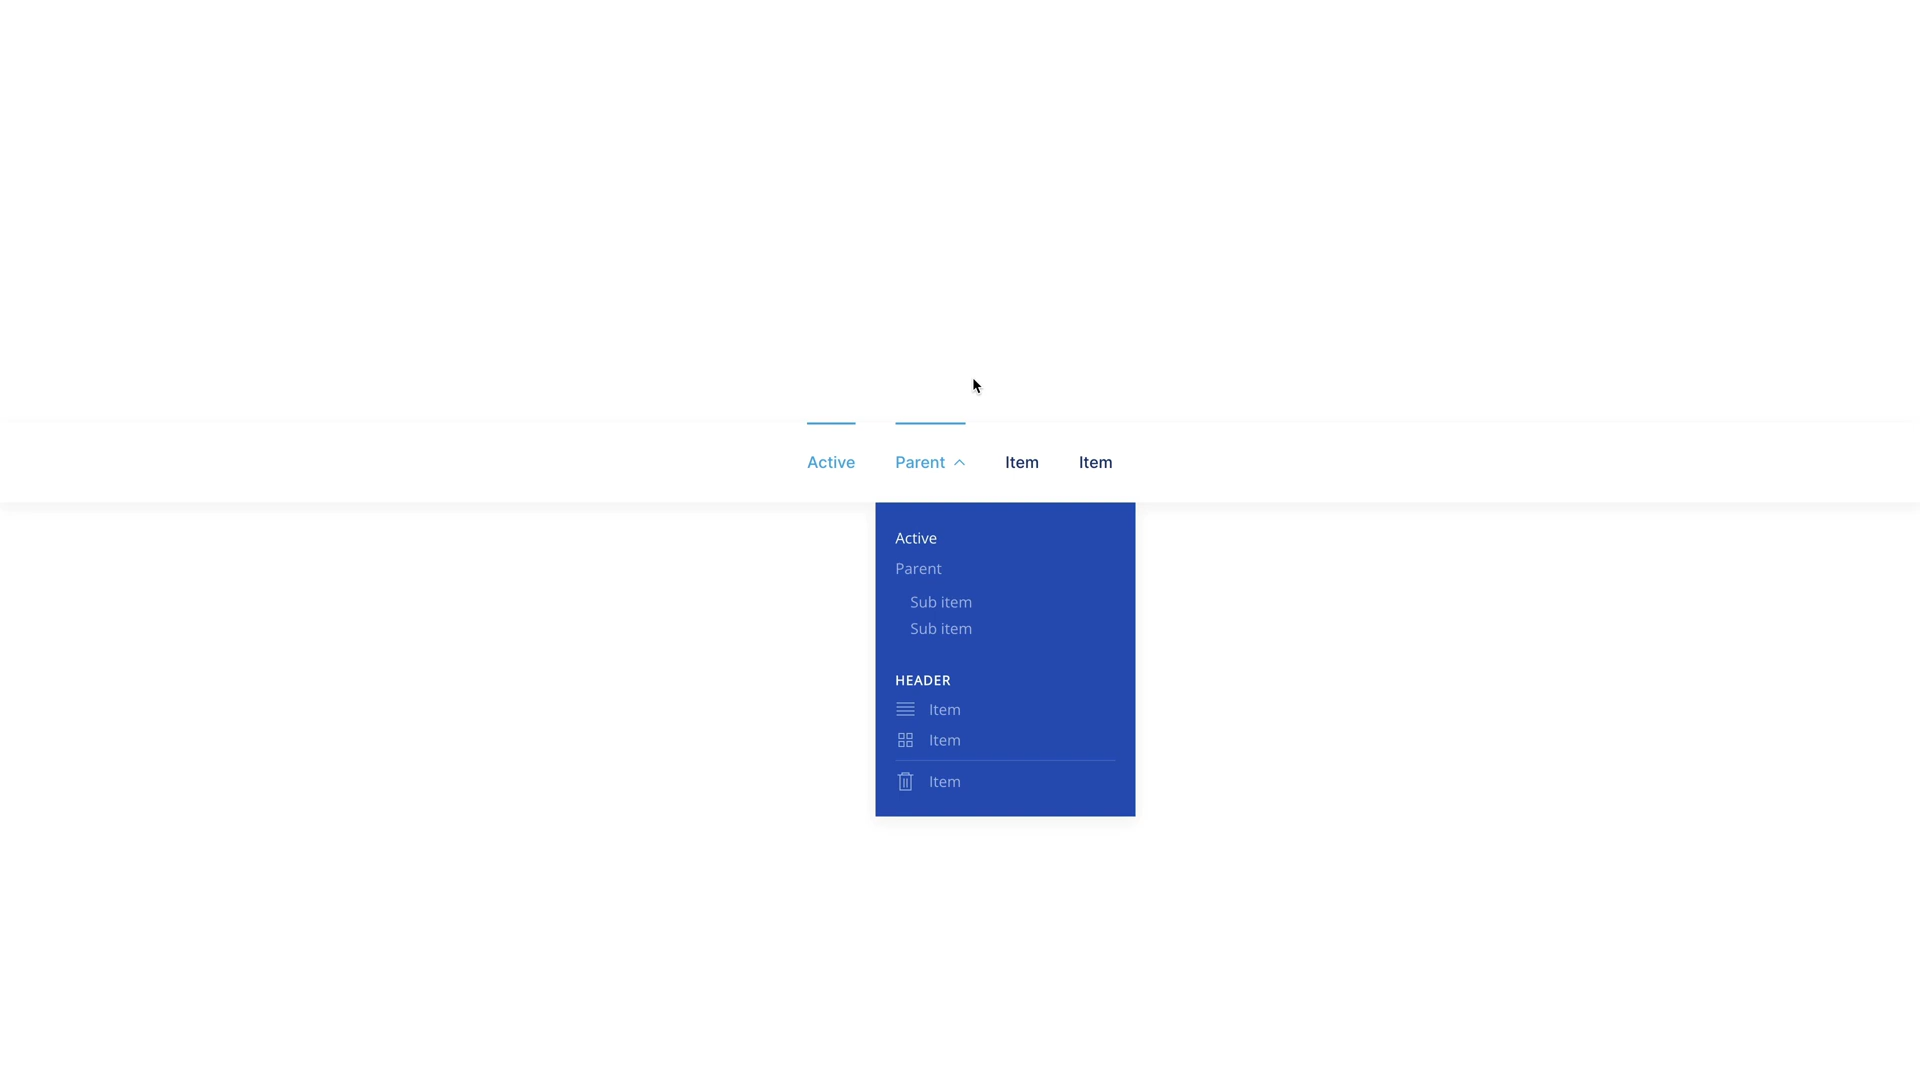 Active Parent Item Item
Active
Parent
Sub item
Sub item
HEADER
Item
Item
Item